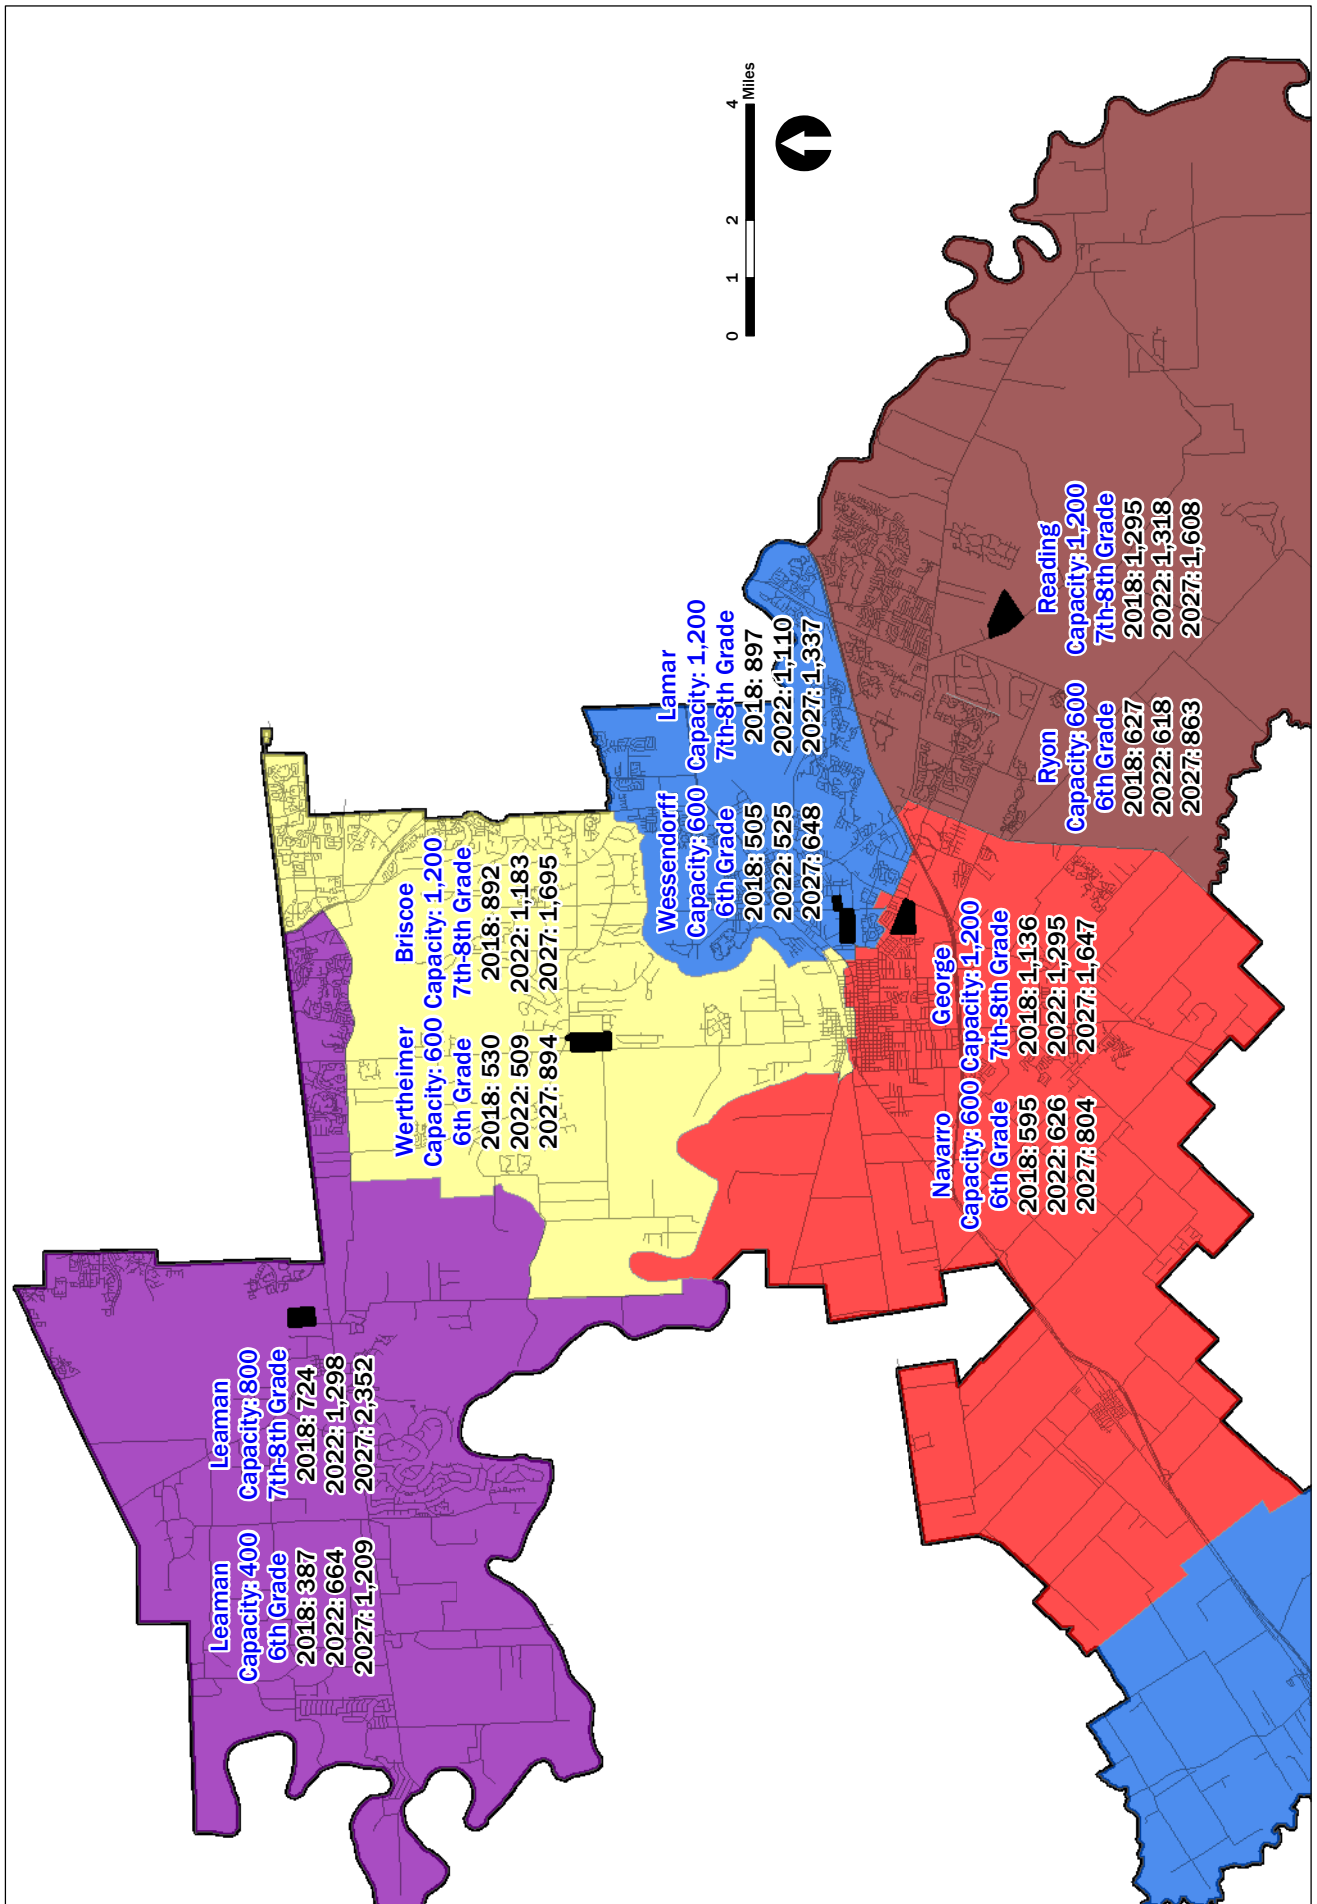 Leaman
Capacity: 400
6th Grade
2018: 387
2022: 664
2027: 1,209
Leaman
Capacity: 800
7th-8th Grade
2018: 724
2022: 1,298
2027: 2,352
Wertheimer
Capacity: 600
6th Grade
2018: 530
2022: 509
2027: 894
Briscoe
Capacity: 1,200
7th-8th Grade
2018: 892
2022: 1,183
2027: 1,695
Wessendorff
Capacity: 600
6th Grade
2018: 505
2022: 525
2027: 648
Lamar
Capacity: 1,200
7th-8th Grade
2018: 897
2022: 1,110
2027: 1,337
Navarro
Capacity: 600
6th Grade
2018: 595
2022: 626
2027: 804
George
Capacity: 1,200
7th-8th Grade
2018: 1,136
2022: 1,295
2027: 1,647
Ryon
Capacity: 600
6th Grade
2018: 627
2022: 618
2027: 863
Reading
Capacity: 1,200
7th-8th Grade
2018: 1,295
2022: 1,318
2027: 1,608
0 1 2 4
Miles